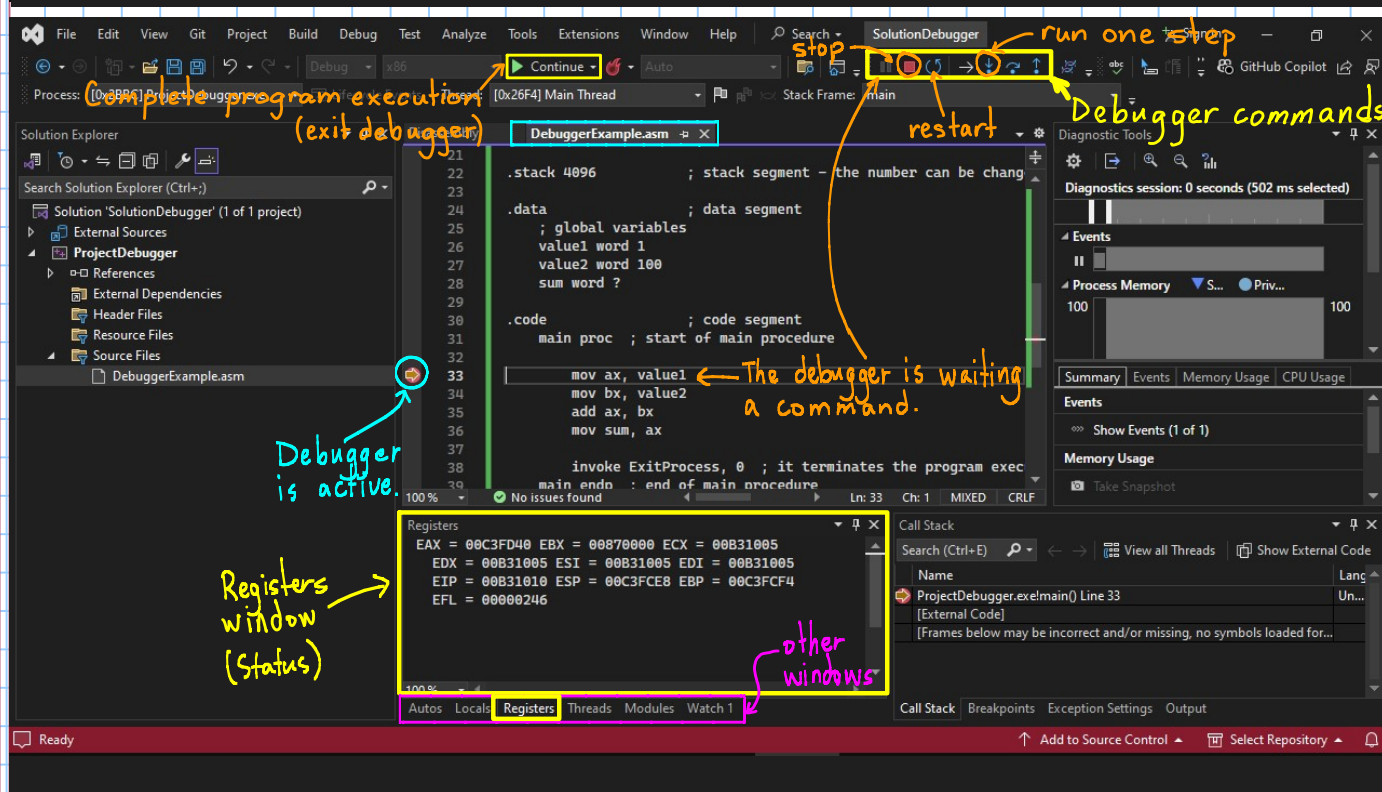 File Edit View Git Project Build Debug Test Analyze Tools Extensions Window Help Search SolutionDebugger
stop
run one step
Debug x86 Continue Auto GitHub Copilot
Process: Thread: [0x26F4] Main Thread Stack Frame: main
Complete program execution
(exit debugger)
restart
Debugger commands
Solution Explorer
Search Solution Explorer (Ctrl+;)
Solution 'SolutionDebugger' (1 of 1 project)
External Sources
ProjectDebugger
References
External Dependencies
Header Files
Resource Files
Source Files
DebuggerExample.asm
DebuggerExample.asm
21
22 .stack 4096 ; stack segment - the number can be chang
23
24 .data ; data segment
25 ; global variables
26 value1 word 1
27 value2 word 100
28 sum word ?
29
30 .code ; code segment
31 main proc ; start of main procedure
32
33 mov ax, value1
34 mov bx, value2
35 add ax, bx
36 mov sum, ax
37
38 invoke ExitProcess, 0 ; it terminates the program exec
39 main endp ; end of main procedure
The debugger is waiting
a command.
Debugger
is active.
100 % No issues found Ln: 33 Ch: 1 MIXED CRLF
Diagnostic Tools
Diagnostics session: 0 seconds (502 ms selected)
Events
Process Memory S... Priv...
100 100
Summary Events Memory Usage CPU Usage
Events
Show Events (1 of 1)
Memory Usage
Take Snapshot
Registers
EAX = 00C3FD40 EBX = 00870000 ECX = 00B31005
EDX = 00B31005 ESI = 00B31005 EDI = 00B31005
EIP = 00B31010 ESP = 00C3FCE8 EBP = 00C3FCF4
EFL = 00000246
100 %
Registers
window
(Status)
other
windows
Autos Locals Registers Threads Modules Watch 1
Call Stack
Search (Ctrl+E) View all Threads Show External Code
Name Lang
ProjectDebugger.exe!main() Line 33 Un...
[External Code]
[Frames below may be incorrect and/or missing, no symbols loaded for...
Call Stack Breakpoints Exception Settings Output
Ready Add to Source Control Select Repository